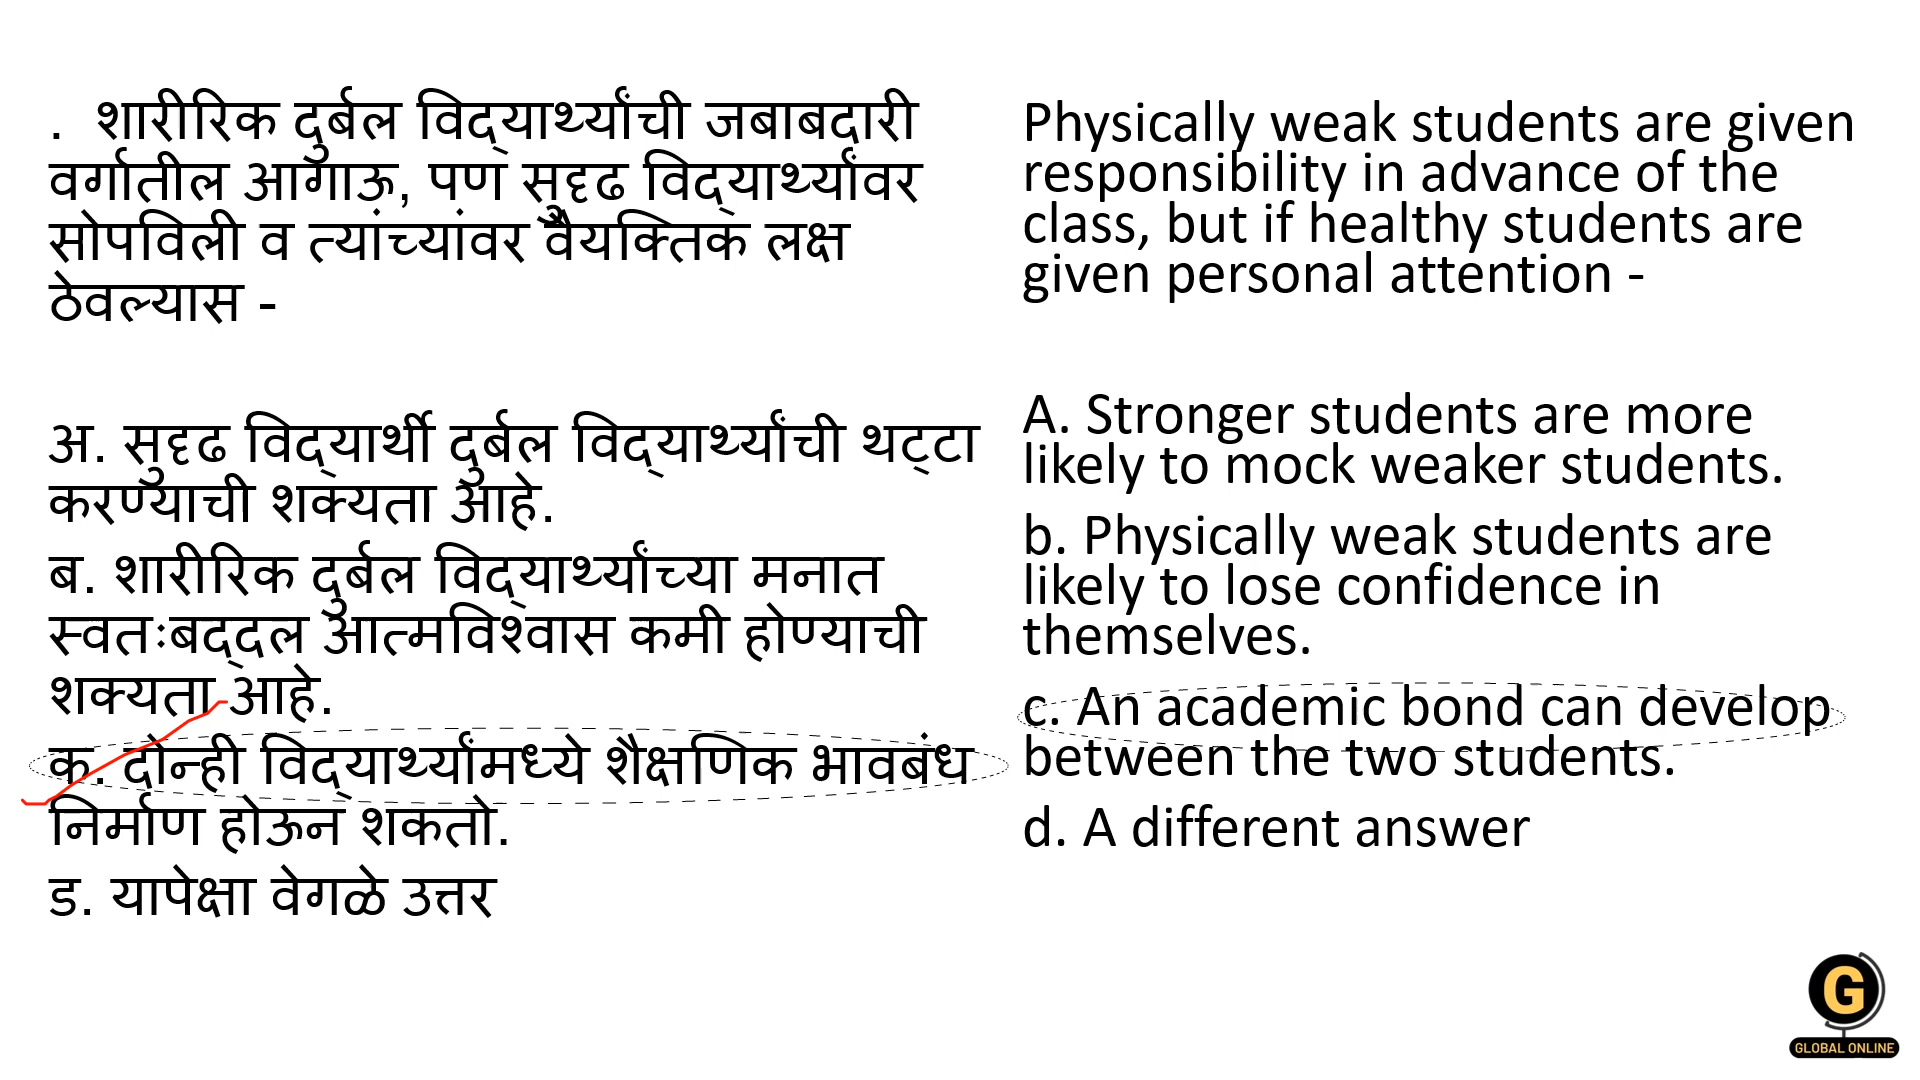 . शारीरिक दुर्बल विद्यार्थ्यांची जबाबदारी
वर्गातील आगाऊ, पण सुदृढ विद्यार्थ्यांवर
सोपविली व त्यांच्यांवर वैयक्तिक लक्ष
ठेवल्यास -
अ. सुदृढ विद्यार्थी दुर्बल विद्यार्थ्यांची थट्टा
करण्याची शक्यता आहे.
ब. शारीरिक दुर्बल विद्यार्थ्यांच्या मनात
स्वतःबद्दल आत्मविश्वास कमी होण्याची
शक्यता आहे.
क. दोन्ही विद्यार्थ्यांमध्ये शैक्षणिक भावबंध
निर्माण होऊन शकतो.
ड. यापेक्षा वेगळे उत्तर
Physically weak students are given
responsibility in advance of the
class, but if healthy students are
given personal attention -
A. Stronger students are more
likely to mock weaker students.
b. Physically weak students are
likely to lose confidence in
themselves.
c. An academic bond can develop
between the two students.
d. A different answer
G
GLOBAL ONLINE